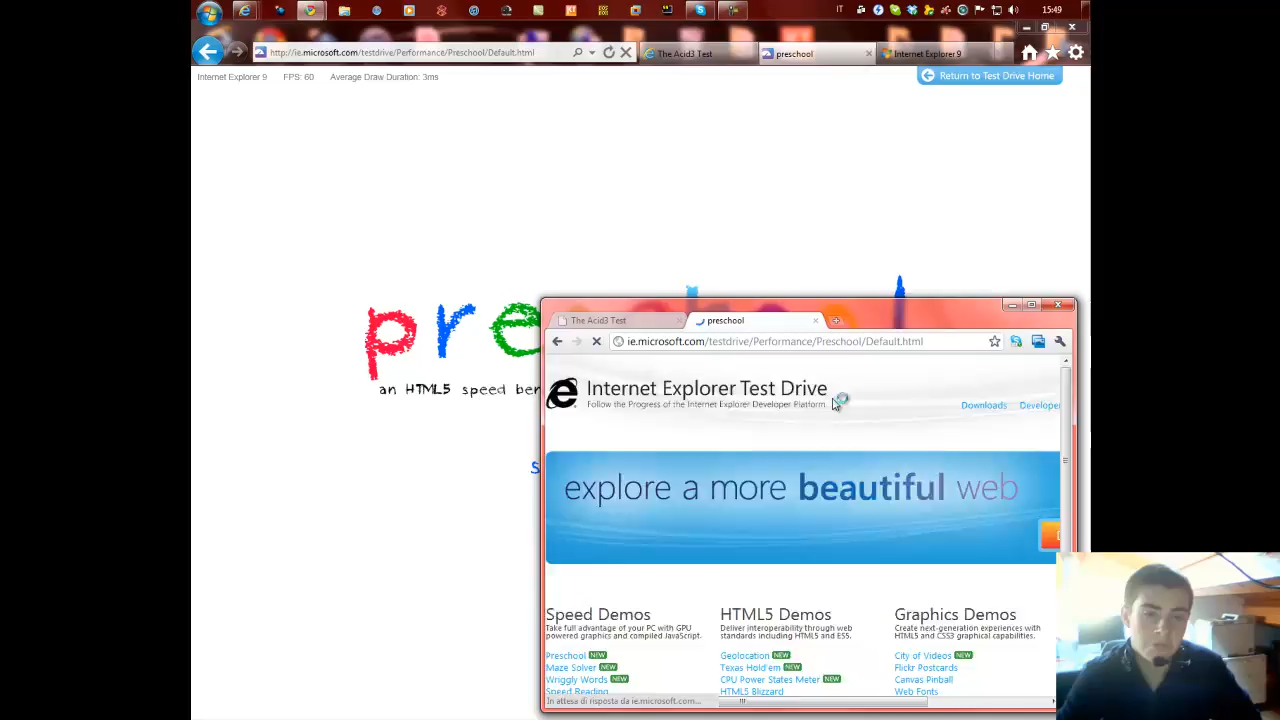 IT 15:49
http://ie.microsoft.com/testdrive/Performance/Preschool/Default.html
The Acid3 Test
preschool
Internet Explorer 9
Internet Explorer 9 FPS: 60 Average Draw Duration: 3ms
Return to Test Drive Home
pre
an HTML5 speed ben
s
The Acid3 Test
preschool
ie.microsoft.com/testdrive/Performance/Preschool/Default.html
Internet Explorer Test Drive
Follow the Progress of the Internet Explorer Developer Platform
Downloads Developer
explore a more beautiful web
Speed Demos
Take full advantage of your PC with GPU
powered graphics and compiled JavaScript.
Preschool NEW
Maze Solver NEW
Wriggly Words NEW
Speed Reading
HTML5 Demos
Deliver interoperability through web
standards including HTML5 and ES5.
Geolocation NEW
Texas Hold'em NEW
CPU Power States Meter NEW
HTML5 Blizzard
Graphics Demos
Create next-generation experiences with
HTML5 and CSS3 graphical capabilities.
City of Videos NEW
Flickr Postcards
Canvas Pinball
Web Fonts
In attesa di risposta da ie.microsoft.com...